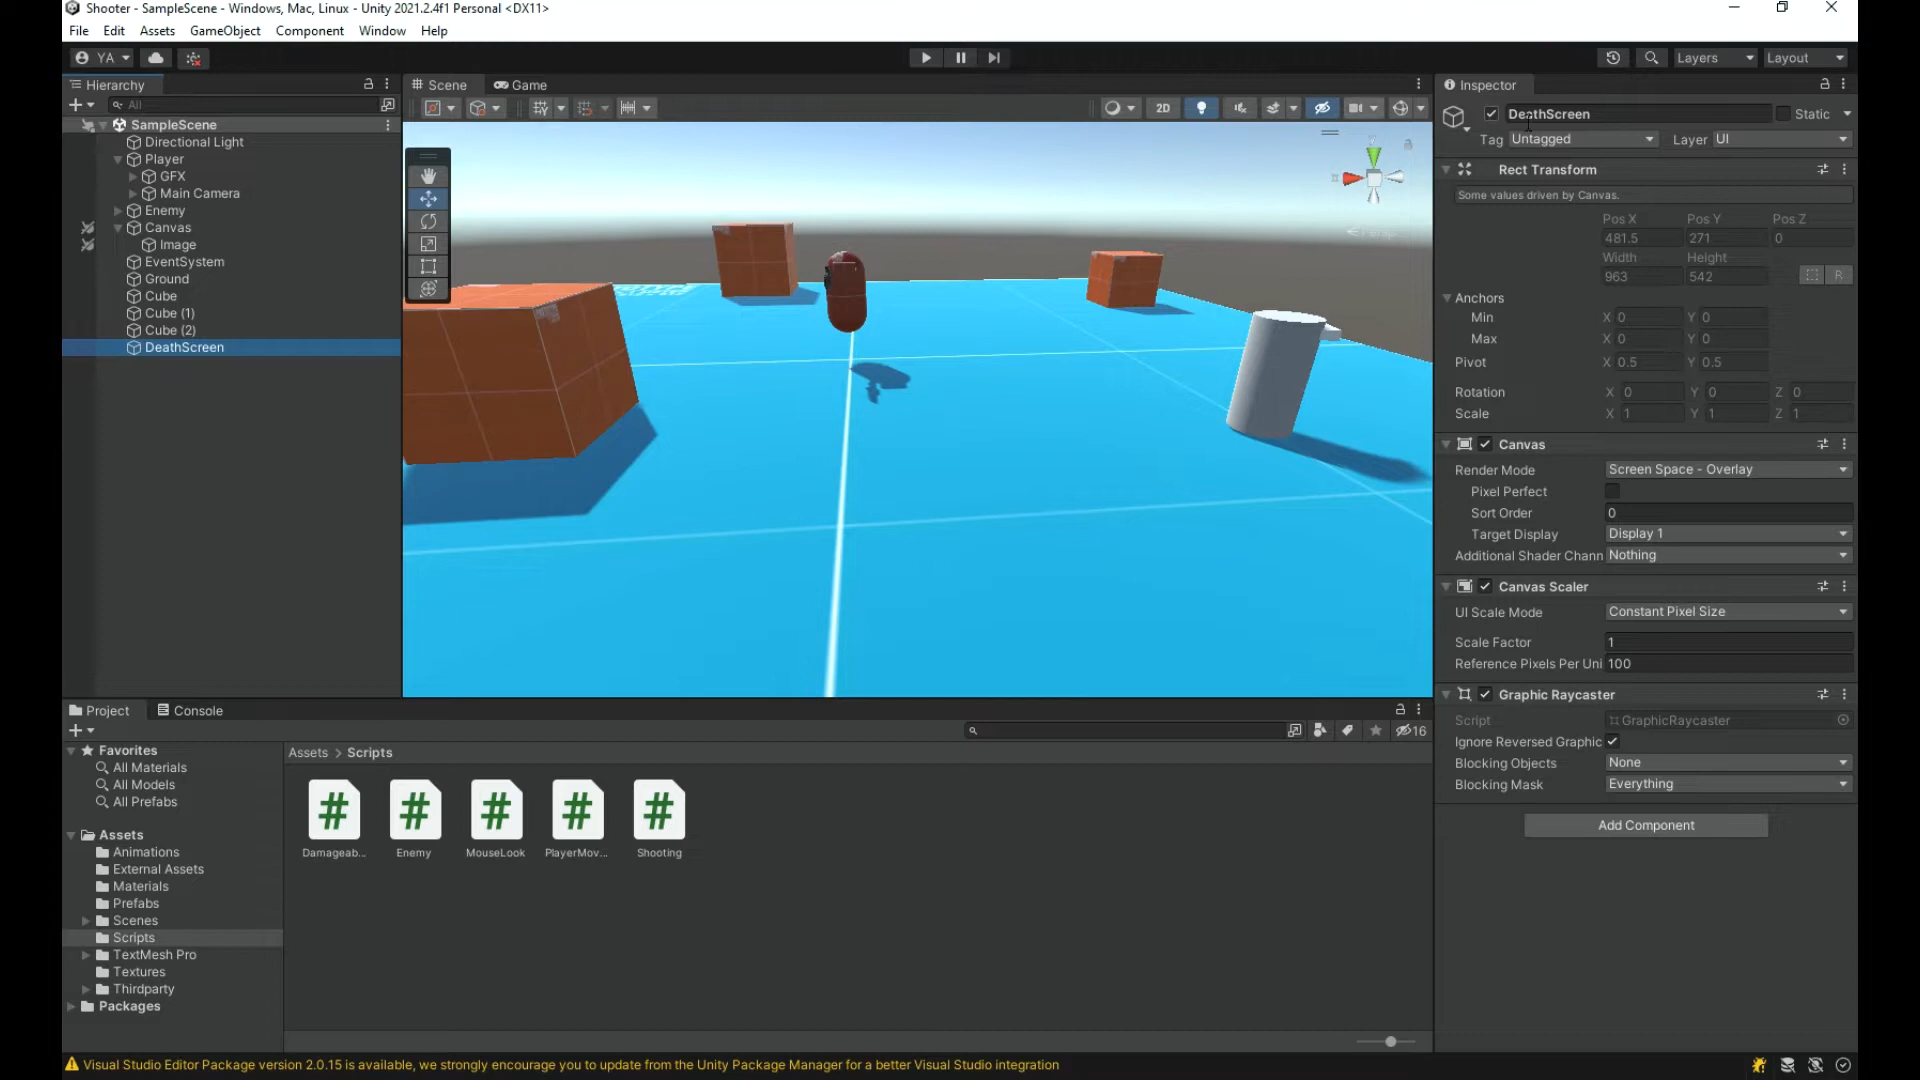 Shooter - SampleScene - Windows, Mac, Linux - Unity 2021.2.4f1 Personal <DX11>
File Edit Assets GameObject Component Window Help
YA Layers Layout
Hierarchy
All
SampleScene
Directional Light
Player
GFX
Main Camera
Enemy
Canvas
Image
EventSystem
Ground
Cube
Cube (1)
Cube (2)
DeathScreen
Scene Game
2D
y
Persp
Inspector
DeathScreen Static
Tag Untagged Layer UI
Rect Transform
Some values driven by Canvas.
Pos X Pos Y Pos Z
481.5 271 0
Width Height
963 542 R
Anchors
Min X 0 Y 0
Max X 0 Y 0
Pivot X 0.5 Y 0.5
Rotation X 0 Y 0 Z 0
Scale X 1 Y 1 Z 1
Canvas
Render Mode Screen Space - Overlay
Pixel Perfect
Sort Order 0
Target Display Display 1
Additional Shader Chann Nothing
Canvas Scaler
UI Scale Mode Constant Pixel Size
Scale Factor 1
Reference Pixels Per Uni 100
Graphic Raycaster
Script GraphicRaycaster
Ignore Reversed Graphic
Blocking Objects None
Blocking Mask Everything
Add Component
Project Console
16
Favorites
All Materials
All Models
All Prefabs
Assets
Animations
External Assets
Materials
Prefabs
Scenes
Scripts
TextMesh Pro
Textures
Thirdparty
Packages
Assets > Scripts
Damageab... Enemy MouseLook PlayerMov... Shooting
Visual Studio Editor Package version 2.0.15 is available, we strongly encourage you to update from the Unity Package Manager for a better Visual Studio integration